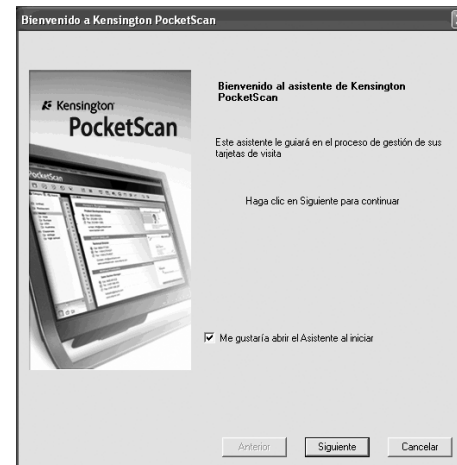 Bienvenido a Kensington PocketScan
Kensington
PocketScan
PocketScan
Bienvenido al asistente de Kensington
PocketScan
Este asistente le guiará en el proceso de gestión de sus
tarjetas de visita
Haga clic en Siguiente para continuar
Me gustaría abrir el Asistente al iniciar
Anterior
Siguiente
Cancelar